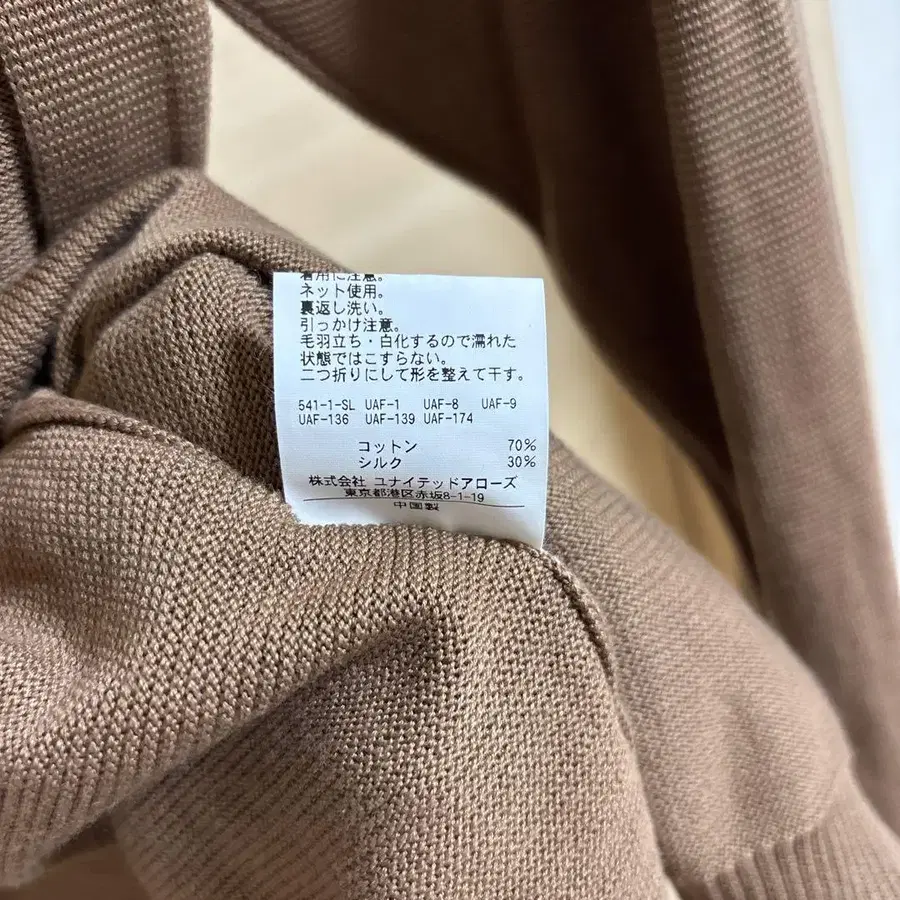 着用に注意。
ネット使用。
裏返し洗い。
引っかけ注意。
毛羽立ち・白化するので濡れた
状態ではこすらない。
二つ折りにして形を整えて干す。
541-1-SL UAF-1 UAF-8 UAF-9
UAF-136 UAF-139 UAF-174
コットン 70%
シルク 30%
株式会社 ユナイテッドアローズ
東京都港区赤坂8-1-19
中国製